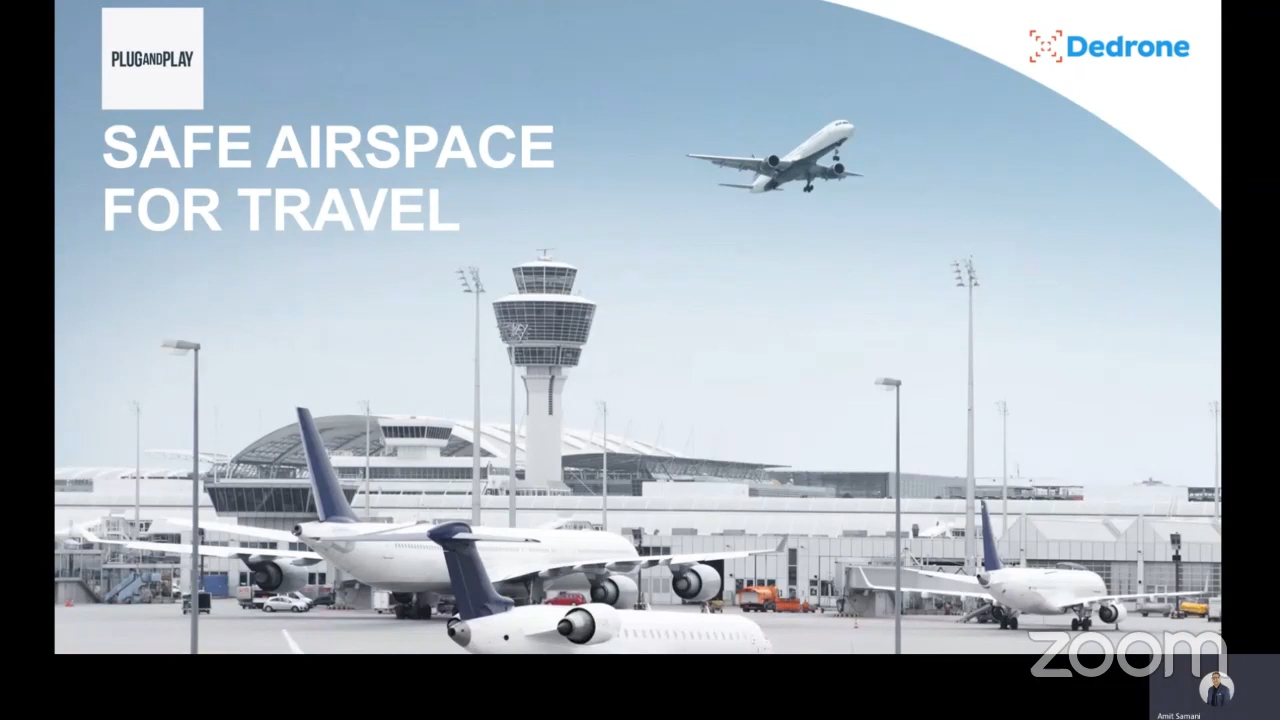 PLUGANDPLAY
Dedrone
SAFE AIRSPACE
FOR TRAVEL
zoom
Amit Samani